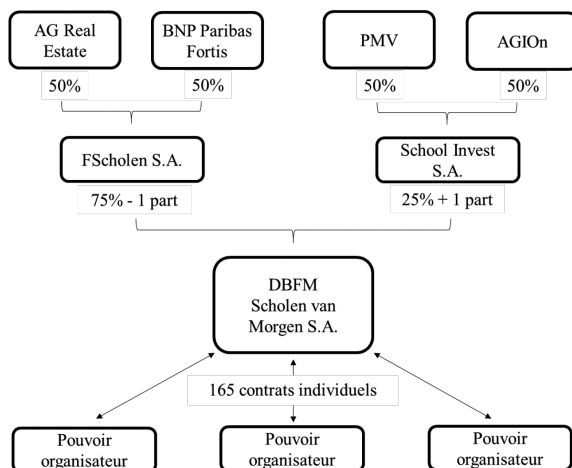 AG Real
Estate
BNP Paribas
Fortis
PMV
AGIOn
50%
50%
50%
50%
FScholen S.A.
School Invest
S.A.
75% - 1 part
25% + 1 part
DBFM
Scholen van
Morgen S.A.
165 contrats individuels
Pouvoir
organisateur
Pouvoir
organisateur
Pouvoir
organisateur